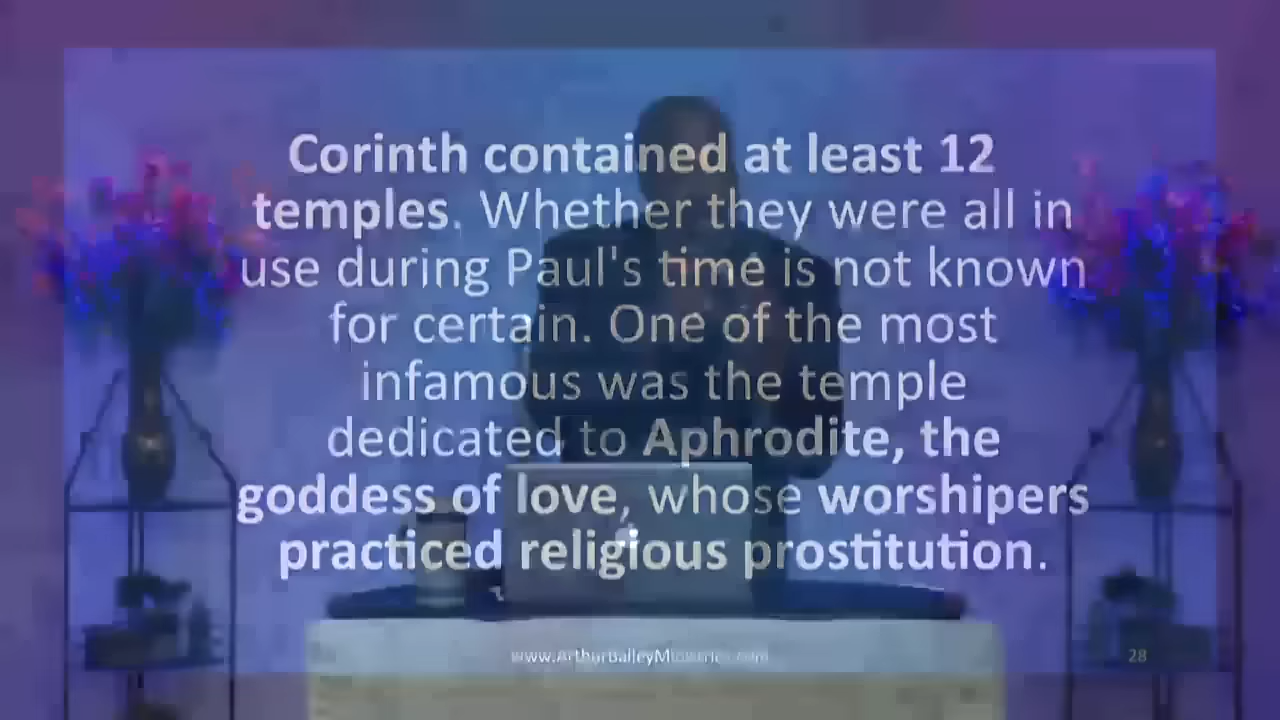 Corinth contained at least 12
temples. Whether they were all in
use during Paul's time is not known
for certain. One of the most
infamous was the temple
dedicated to Aphrodite, the
goddess of love, whose worshipers
practiced religious prostitution.
www.ArthurBaileyMinistries.com
28